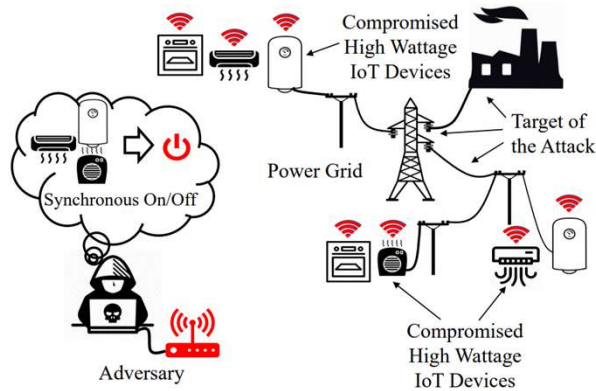 Compromised
High Wattage
IoT Devices
Target of
the Attack
Power Grid
Synchronous On/Off
Adversary
Compromised
High Wattage
IoT Devices